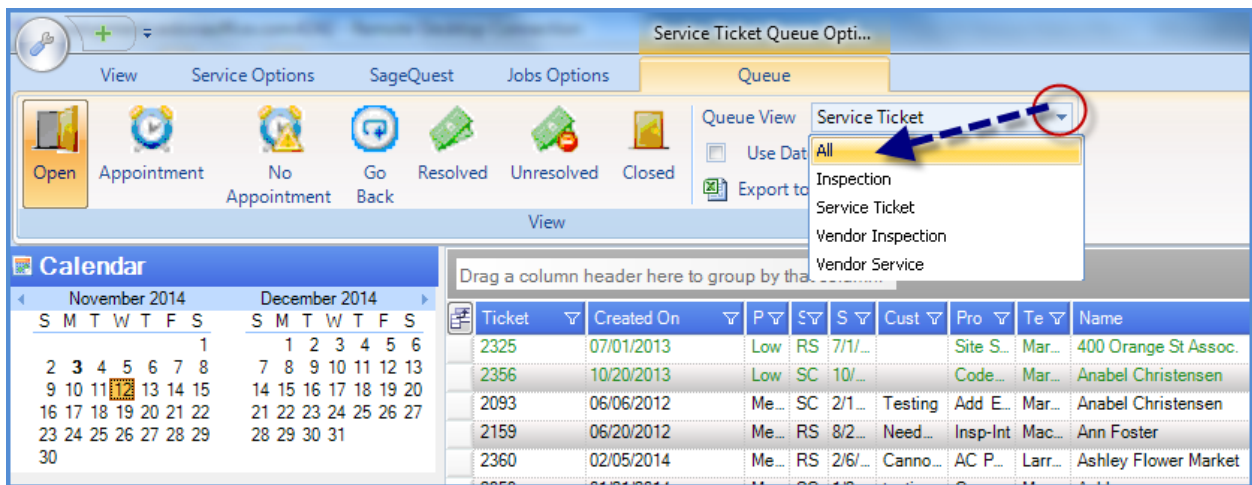 Service Ticket Queue Opti...
View Service Options SageQuest Jobs Options Queue
Open
Appointment
No
Appointment
Go
Back
Resolved
Unresolved
Closed
Queue View Service Ticket
Use Dat
Export to
All
Inspection
Service Ticket
Vendor Inspection
Vendor Service
View
Calendar
November 2014
S M T W T F S
1
2 3 4 5 6 7 8
9 10 11 12 13 14 15
16 17 18 19 20 21 22
23 24 25 26 27 28 29
30
December 2014
S M T W T F S
1 2 3 4 5 6
7 8 9 10 11 12 13
14 15 16 17 18 19 20
21 22 23 24 25 26 27
28 29 30 31
Drag a column header here to group by that
Ticket Created On P S S Cust Pro Te Name
2325 07/01/2013 Low RS 7/1/... Site S... Mar... 400 Orange St Assoc.
2356 10/20/2013 Low SC 10/... Code... Mar... Anabel Christensen
2093 06/06/2012 Me... SC 2/1... Testing Add E... Mar... Anabel Christensen
2159 06/20/2012 Me... RS 8/2... Need... Insp-Int Mac... Ann Foster
2360 02/05/2014 Me... RS 2/6/... Canno... AC P... Larr... Ashley Flower Market